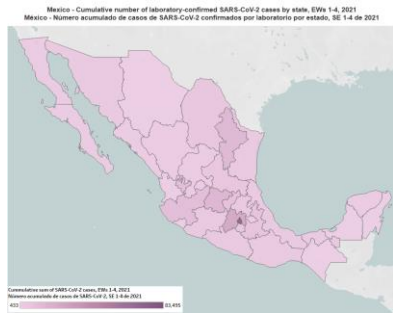 Mexico - Cumulative number of laboratory-confirmed SARS-CoV-2 cases by state, EWs 1-4, 2021
México - Número acumulado de casos de SARS-CoV-2 confirmados por laboratorio por estado, SE 1-4 de 2021
Cummulative sum of SARS-CoV-2 cases, EWs 1-4, 2021
Número acumulado de casos de SARS-CoV-2, SE 1-4 de 2021
433 83,495